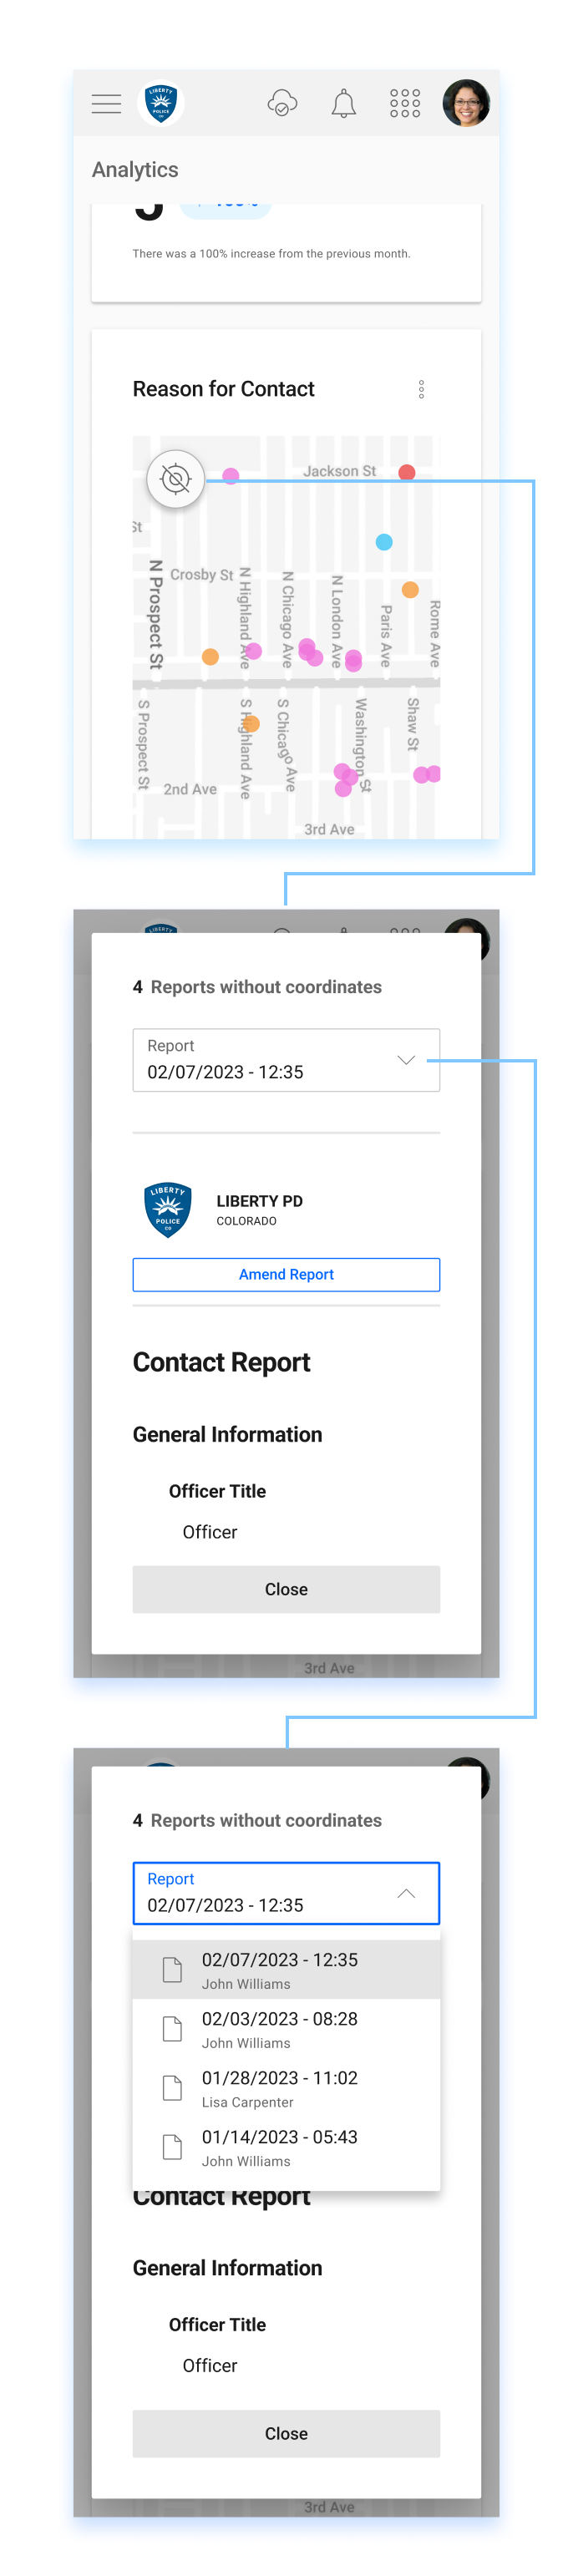 LIBERTY
POLICE
CO
Analytics
There was a 100% increase from the previous month.
Reason for Contact
Jackson St
St
N Prospect St
Crosby St
N Highland Ave
N Chicago Ave
N London Ave
Paris Ave
Rome Ave
S Prospect St
S Highland Ave
S Chicago Ave
Washington St
Shaw St
2nd Ave
3rd Ave
LIBERTY
4 Reports without coordinates
Report
02/07/2023 - 12:35
LIBERTY
POLICE
CO
LIBERTY PD
COLORADO
Amend Report
Contact Report
General Information
Officer Title
Officer
Close
3rd Ave
4 Reports without coordinates
Report
02/07/2023 - 12:35
02/07/2023 - 12:35
John Williams
02/03/2023 - 08:28
John Williams
01/28/2023 - 11:02
Lisa Carpenter
01/14/2023 - 05:43
John Williams
Contact Report
General Information
Officer Title
Officer
Close
3rd Ave